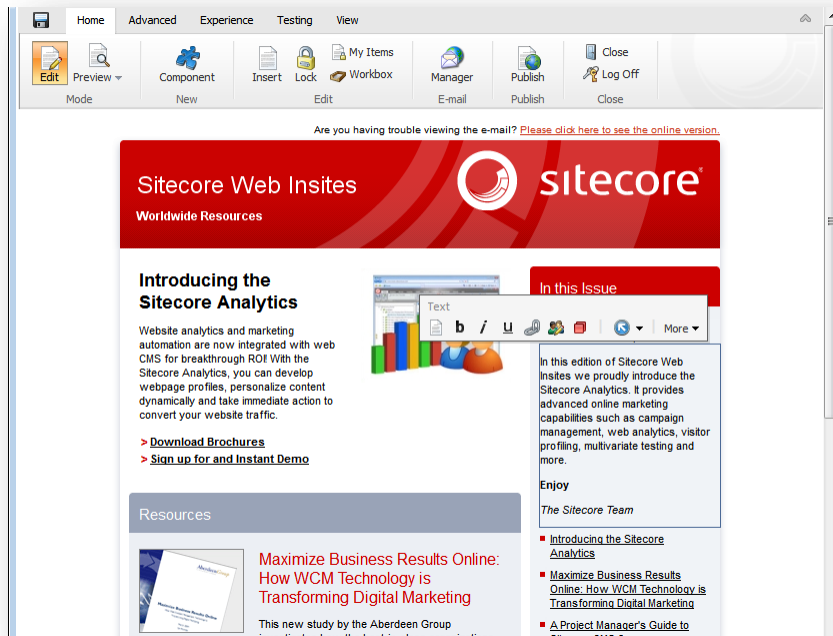 Home Advanced Experience Testing View
Edit Preview Component Insert Lock My Items Workbox Manager Publish Close Log Off
Mode New Edit E-mail Publish Close
Are you having trouble viewing the e-mail? Please click here to see the online version.
Sitecore Web Insites
Worldwide Resources
sitecore
Introducing the
Sitecore Analytics
Website analytics and marketing
automation are now integrated with web
CMS for breakthrough ROI! With the
Sitecore Analytics, you can develop
webpage profiles, personalize content
dynamically and take immediate action to
convert your website traffic.
> Download Brochures
> Sign up for and Instant Demo
In this Issue
Text
b i u More
In this edition of Sitecore Web
Insites we proudly introduce the
Sitecore Analytics. It provides
advanced online marketing
capabilities such as campaign
management, web analytics, visitor
profiling, multivariate testing and
more.
Enjoy
The Sitecore Team
Introducing the Sitecore
Analytics
Maximize Business Results
Online: How WCM Technology is
Transforming Digital Marketing
A Project Manager's Guide to
Resources
AberdeenGroup
Maximize Business Results Online
Maximize Business Results Online:
How WCM Technology is
Transforming Digital Marketing
This new study by the Aberdeen Group